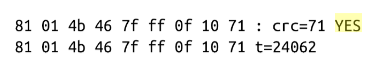 81 01 4b 46 7f ff 0f 10 71 : crc=71 YES
81 01 4b 46 7f ff 0f 10 71 t=24062